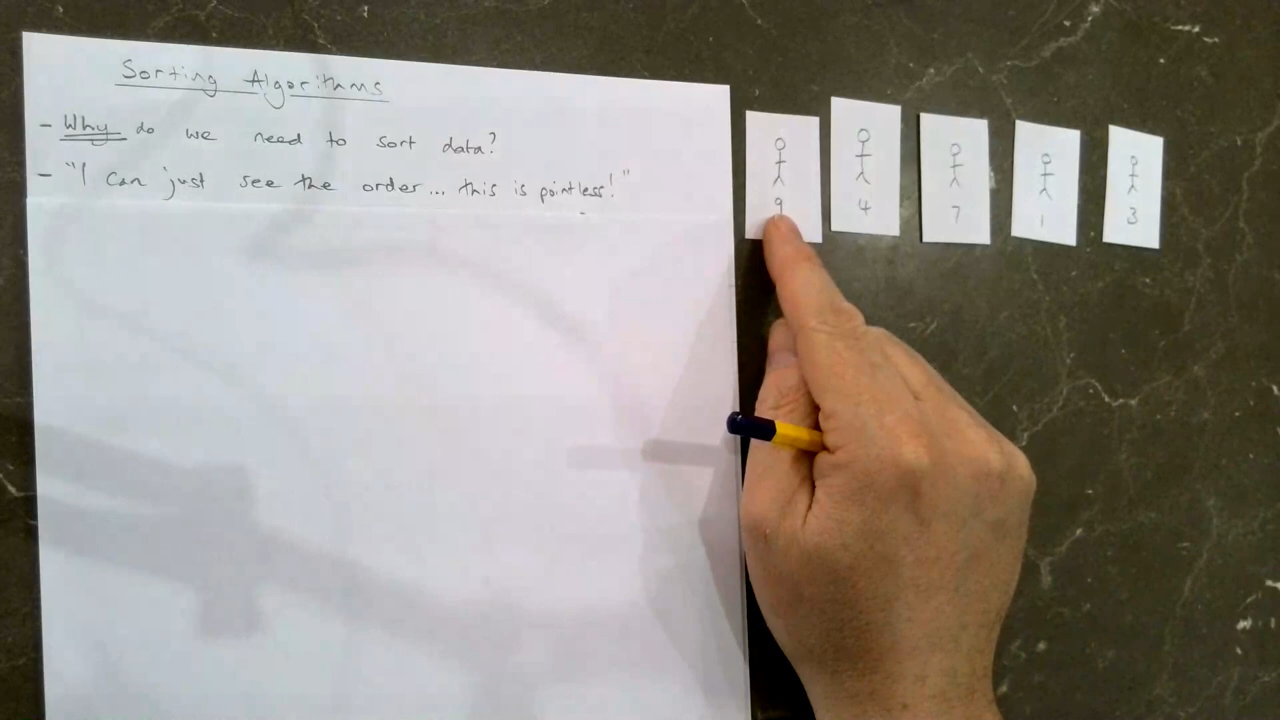 Sorting Algorithms
- Why do we need to sort data?
- "I can just see the order... this is pointless!"
9 4 7 1 3